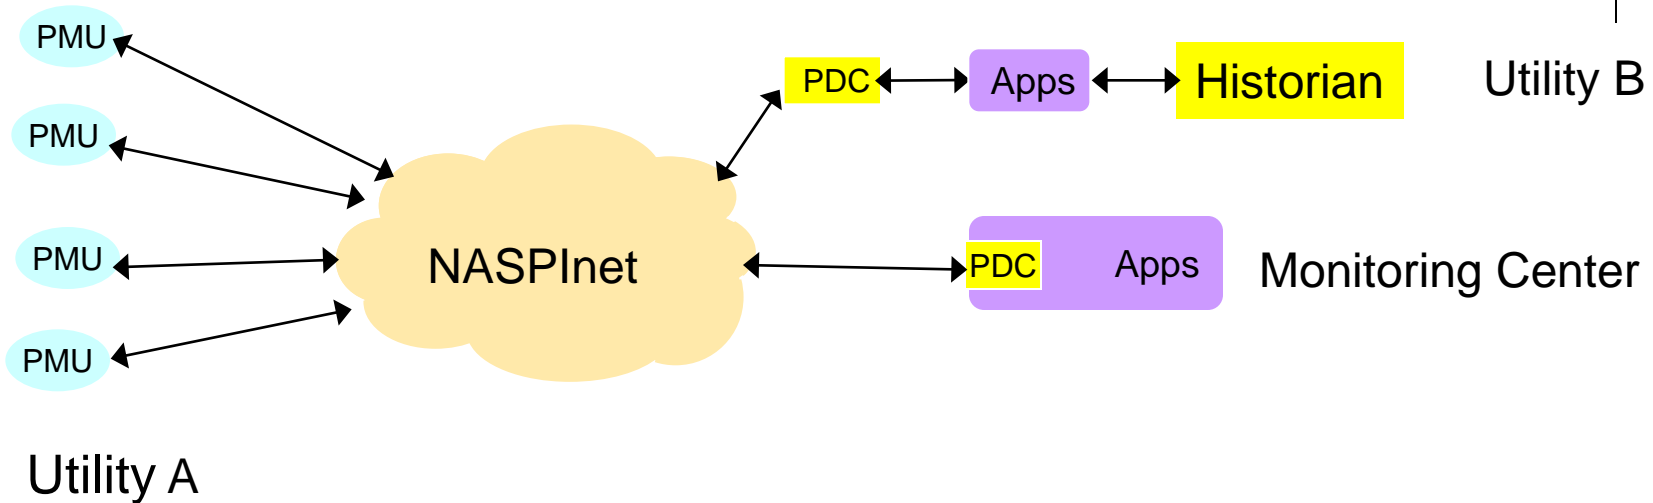 PMU
PMU
PMU
PMU
Utility A
NASPInet
PDC
Apps
Historian
Utility B
PDC
Apps
Monitoring Center